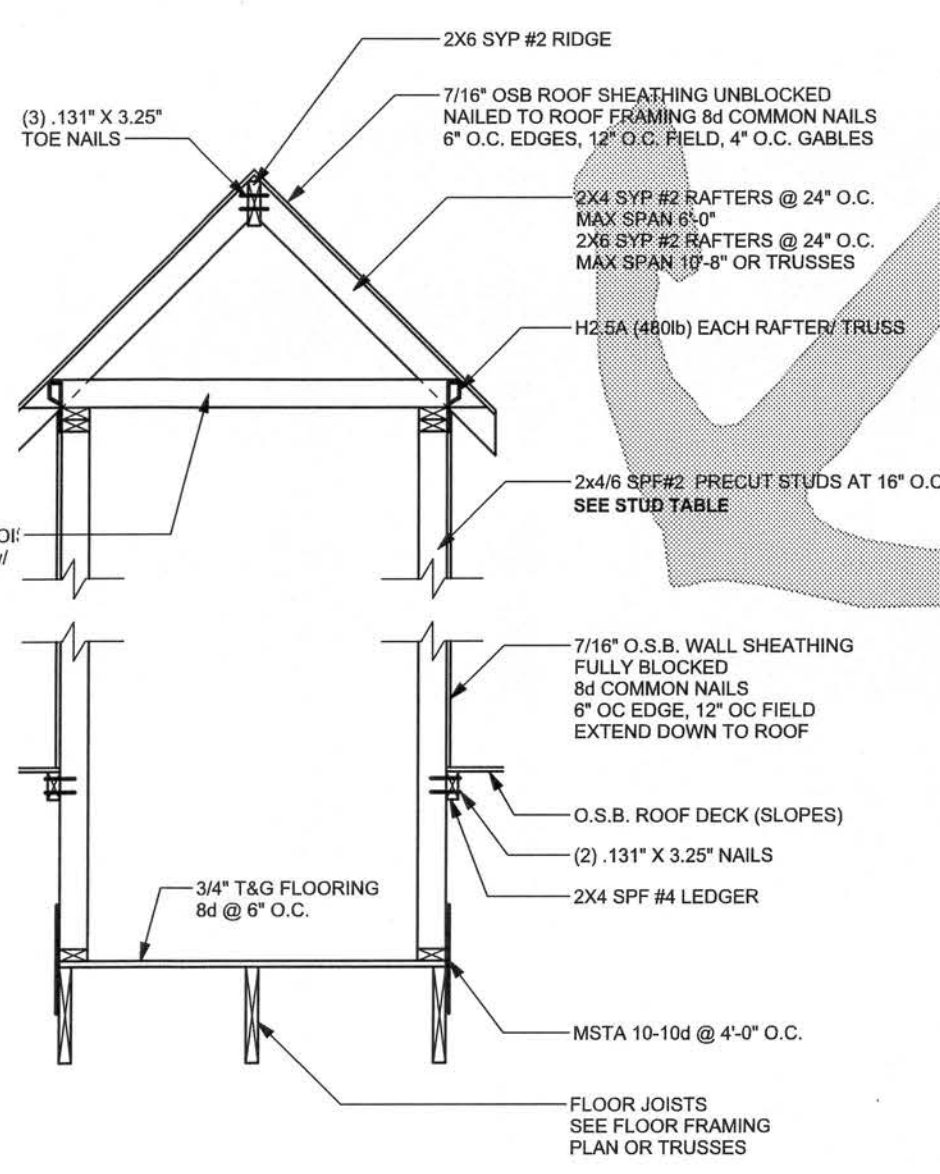 2X6 SYP #2 RIDGE
(3) .131" X 3.25"
TOE NAILS
7/16" OSB ROOF SHEATHING UNBLOCKED
NAILED TO ROOF FRAMING 8d COMMON NAILS
6" O.C. EDGES, 12" O.C. FIELD, 4" O.C. GABLES
2X4 SYP #2 RAFTERS @ 24" O.C.
MAX SPAN 6'-0"
2X6 SYP #2 RAFTERS @ 24" O.C.
MAX SPAN 10'-8" OR TRUSSES
H2.5A (480lb) EACH RAFTER/ TRUSS
2x4/6 SPF#2 PRECUT STUDS AT 16" O.C
SEE STUD TABLE
7/16" O.S.B. WALL SHEATHING
FULLY BLOCKED
8d COMMON NAILS
6" OC EDGE, 12" OC FIELD
EXTEND DOWN TO ROOF
O.S.B. ROOF DECK (SLOPES)
(2) .131" X 3.25" NAILS
2X4 SPF #4 LEDGER
3/4" T&G FLOORING
8d @ 6" O.C.
MSTA 10-10d @ 4'-0" O.C.
FLOOR JOISTS
SEE FLOOR FRAMING
PLAN OR TRUSSES